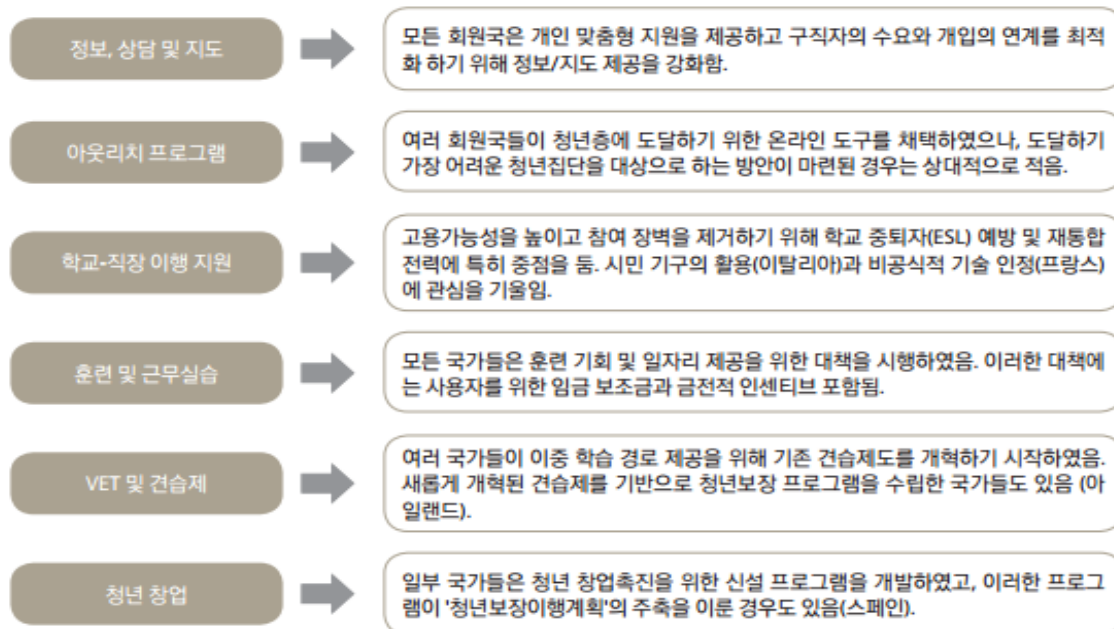 정보, 상담 및 지도
모든 회원국은 개인 맞춤형 지원을 제공하고 구직자의 수요와 개입의 연계를 최적
화 하기 위해 정보/지도 제공을 강화함.
아웃리치 프로그램
여러 회원국들이 청년층에 도달하기 위한 온라인 도구를 채택하였으나, 도달하기
가장 어려운 청년집단을 대상으로 하는 방안이 마련된 경우는 상대적으로 적음.
학교-직장 이행 지원
고용가능성을 높이고 참여 장벽을 제거하기 위해 학교 중퇴자(ESL) 예방 및 재통합
전력에 특히 중점을 둠. 시민 기구의 활용(이탈리아)과 비공식적 기술 인정(프랑스)
에 관심을 기울임.
훈련 및 근무실습
모든 국가들은 훈련 기회 및 일자리 제공을 위한 대책을 시행하였음. 이러한 대책에
는 사용자를 위한 임금 보조금과 금전적 인센티브 포함됨.
VET 및 견습제
여러 국가들이 이중 학습 경로 제공을 위해 기존 견습제도를 개혁하기 시작하였음.
새롭게 개혁된 견습제를 기반으로 청년보장 프로그램을 수립한 국가들도 있음 (아
일랜드).
청년 창업
일부 국가들은 청년 창업촉진을 위한 신설 프로그램을 개발하였고, 이러한 프로그
램이 '청년보장이행계획'의 주축을 이룬 경우도 있음(스페인).